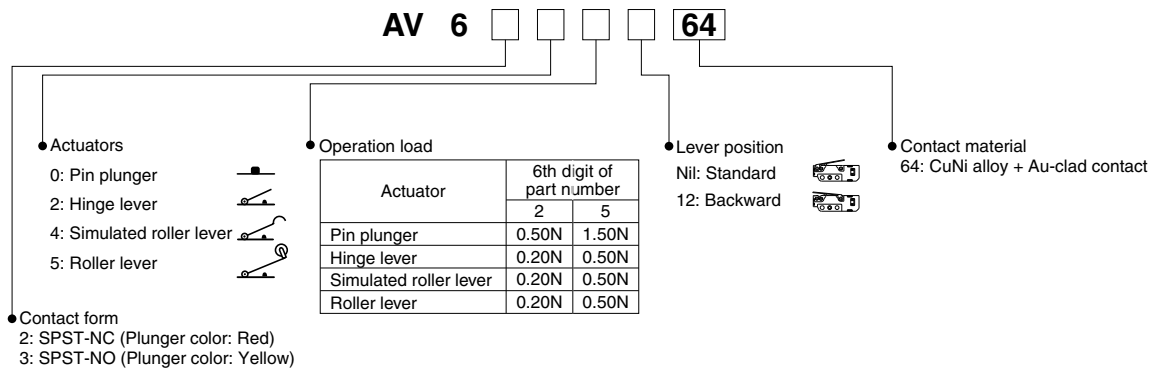 AV 6 64
Actuators
0: Pin plunger
2: Hinge lever
4: Simulated roller lever
5: Roller lever
Contact form
2: SPST-NC (Plunger color: Red)
3: SPST-NO (Plunger color: Yellow)
Operation load
Actuator 6th digit of part number
2 5
Pin plunger 0.50N 1.50N
Hinge lever 0.20N 0.50N
Simulated roller lever 0.20N 0.50N
Roller lever 0.20N 0.50N
Lever position
Nil: Standard
12: Backward
Contact material
64: CuNi alloy + Au-clad contact